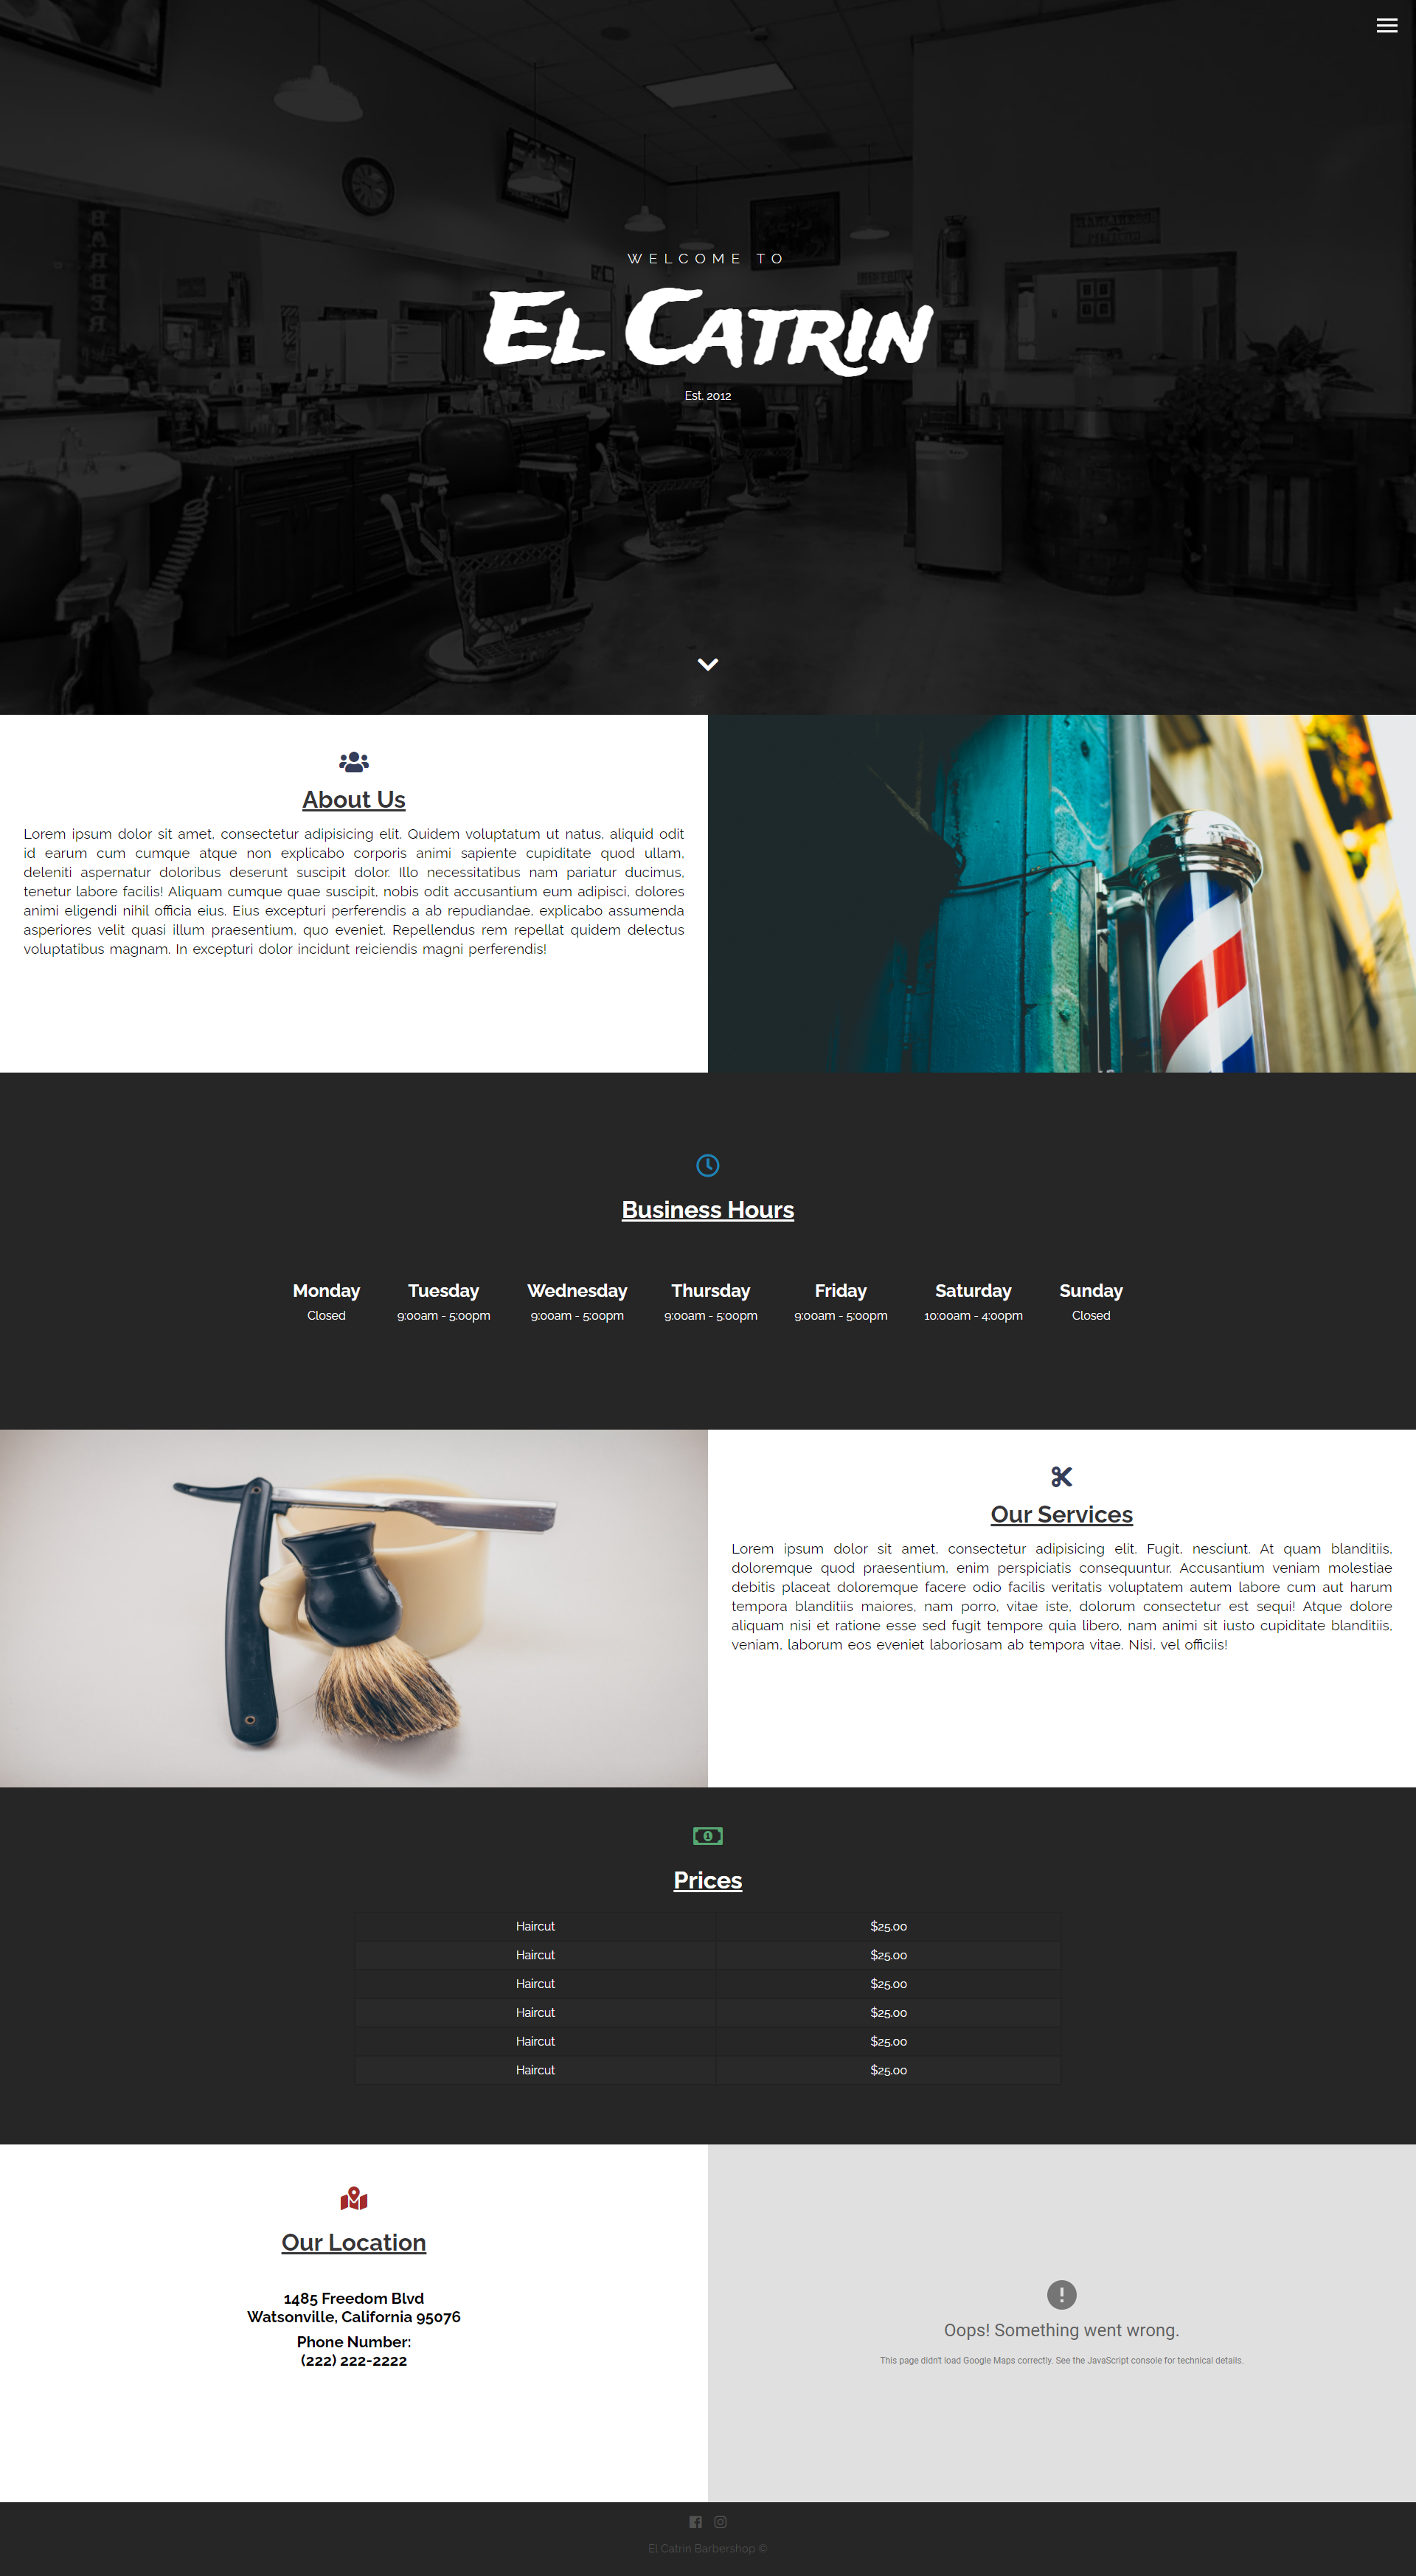 WELCOME TO
EL CATRIN
Est. 2012
About Us
Lorem ipsum dolor sit amet, consectetur adipisicing elit. Quidem voluptatum ut natus, aliquid odit
id earum cum cumque atque non explicabo corporis animi sapiente cupiditate quod ullam,
deleniti aspernatur doloribus deserunt suscipit dolor. Illo necessitatibus nam pariatur ducimus,
tenetur labore facilis! Aliquam cumque quae suscipit, nobis odit accusantium eum adipisci, dolores
animi eligendi nihil officia eius. Eius excepturi perferendis a ab repudiandae, explicabo assumenda
asperiores velit quasi illum praesentium, quo eveniet. Repellendus rem repellat quidem delectus
voluptatibus magnam. In excepturi dolor incidunt reiciendis magni perferendis!
Business Hours
Monday Tuesday Wednesday Thursday Friday Saturday Sunday
Closed 9:00am - 5:00pm 9:00am - 5:00pm 9:00am - 5:00pm 9:00am - 5:00pm 10:00am - 4:00pm Closed
Our Services
Lorem ipsum dolor sit amet, consectetur adipisicing elit. Fugit, nesciunt. At quam blanditiis,
doloremque quod praesentium, enim perspiciatis consequuntur. Accusantium veniam molestiae
debitis placeat doloremque facere odio facilis veritatis voluptatem autem labore cum aut harum
tempora blanditiis maiores, nam porro, vitae iste, dolorum consectetur est sequi! Atque dolore
aliquam nisi et ratione esse sed fugit tempore quia libero, nam animi sit iusto cupiditate blanditiis,
veniam, laborum eos eveniet laboriosam ab tempora vitae. Nisi, vel officiis!
Prices
Haircut $25.00
Haircut $25.00
Haircut $25.00
Haircut $25.00
Haircut $25.00
Haircut $25.00
Our Location
1485 Freedom Blvd
Watsonville, California 95076
Phone Number:
(222) 222-2222
Oops! Something went wrong.
This page didn't load Google Maps correctly. See the JavaScript console for technical details.
El Catrin Barbershop ©